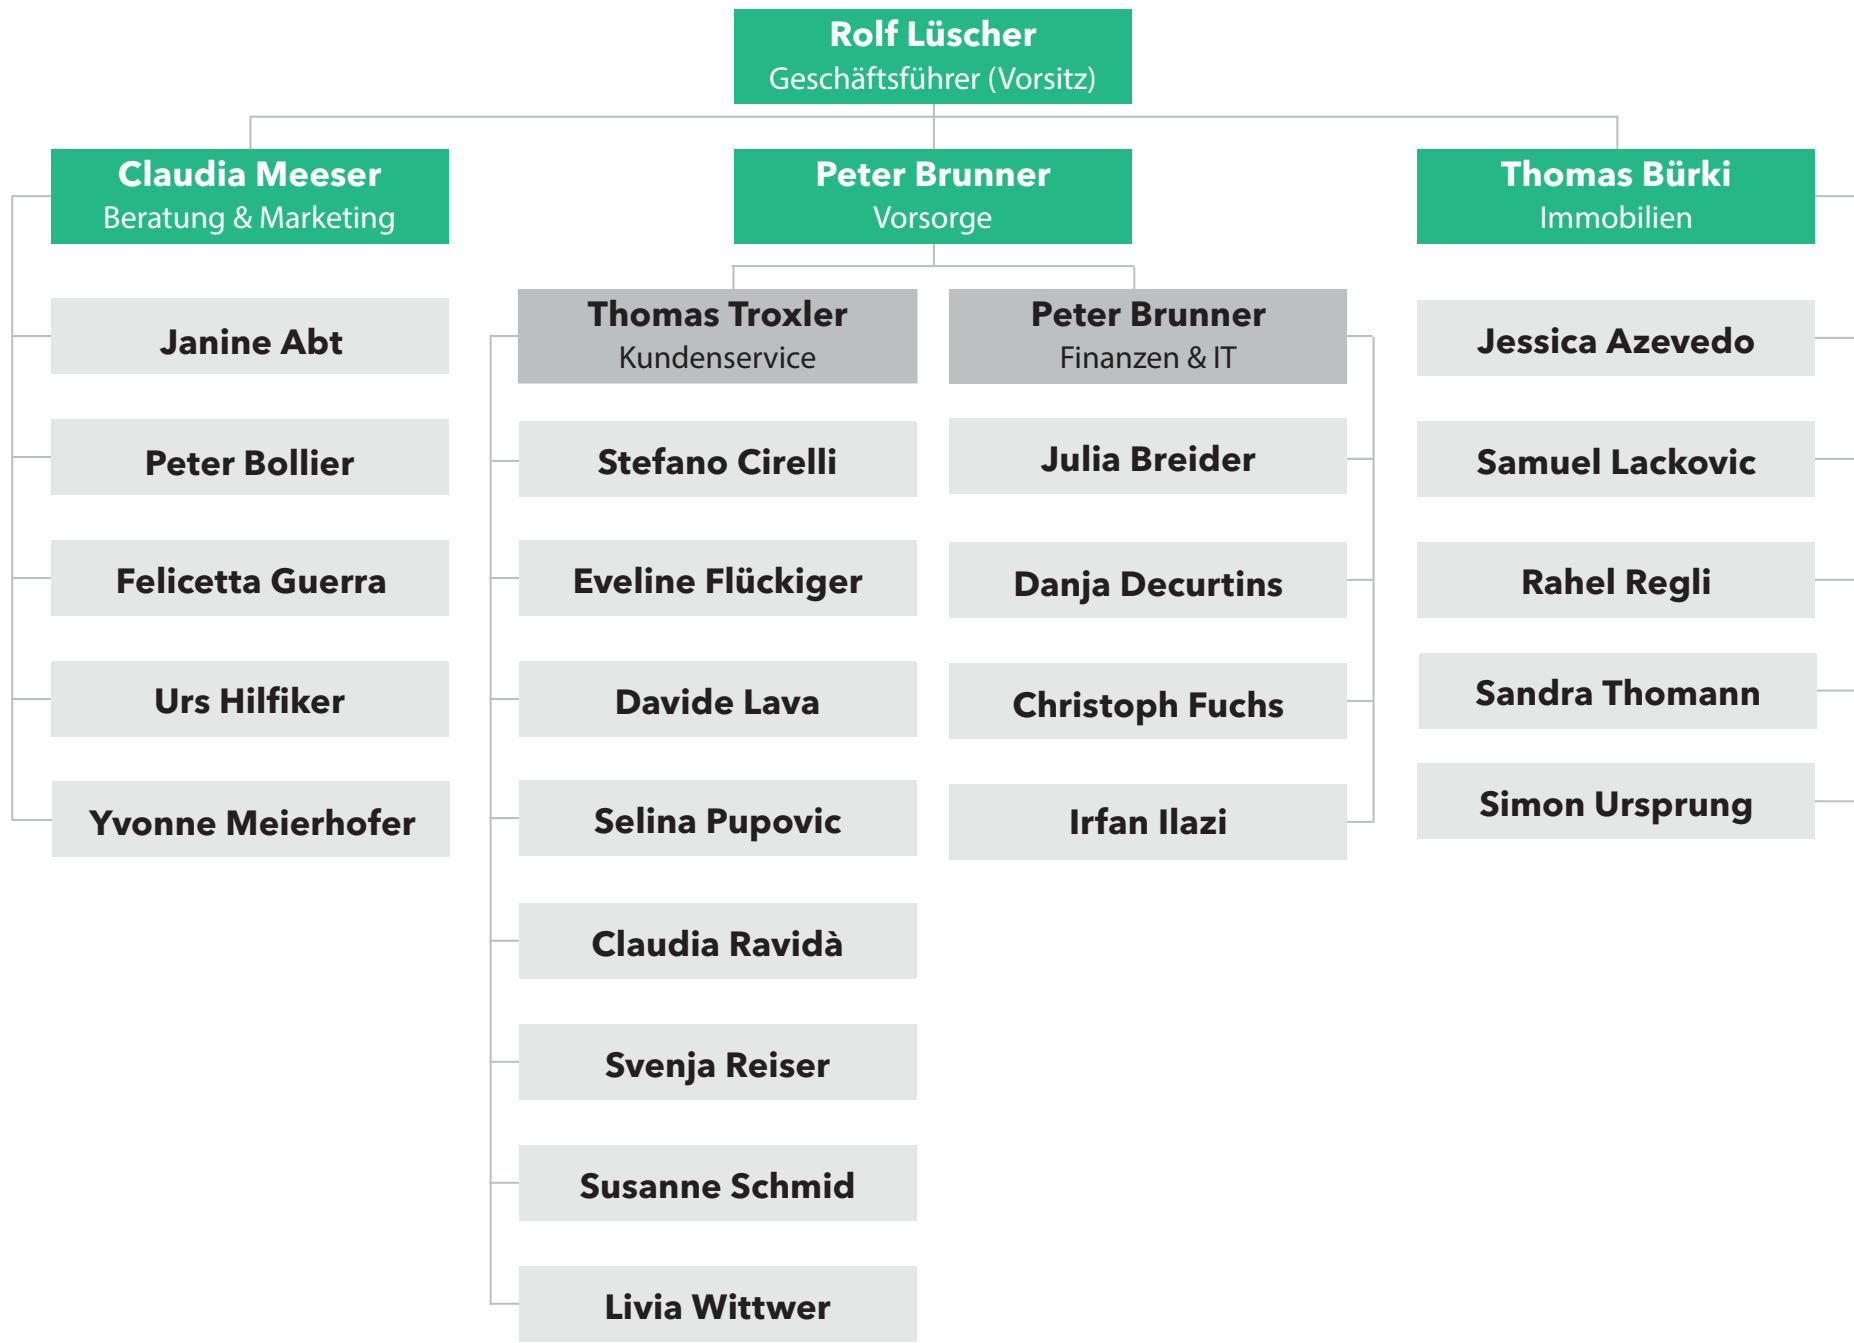 Rolf Lüscher
Geschäftsführer (Vorsitz)
Claudia Meeser
Beratung & Marketing
Janine Abt
Peter Bollier
Felicetta Guerra
Urs Hilfiker
Yvonne Meierhofer
Peter Brunner
Vorsorge
Thomas Troxler
Kundenservice
Stefano Cirelli
Eveline Flückiger
Davide Lava
Selina Pupovic
Claudia Ravidà
Svenja Reiser
Susanne Schmid
Livia Wittwer
Peter Brunner
Finanzen & IT
Julia Breider
Danja Decurtins
Christoph Fuchs
Irfan Ilazi
Thomas Bürki
Immobilien
Jessica Azevedo
Samuel Lackovic
Rahel Regli
Sandra Thomann
Simon Ursprung